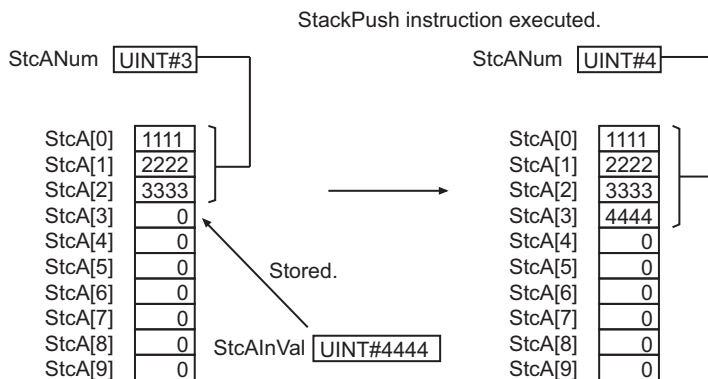 StackPush instruction executed.
StcANum UINT#3 StcANum UINT#4
StcA[0] 1111 StcA[0] 1111
StcA[1] 2222 StcA[1] 2222
StcA[2] 3333 StcA[2] 3333
StcA[3] 0 StcA[3] 4444
StcA[4] 0 StcA[4] 0
StcA[5] 0 Stored. StcA[5] 0
StcA[6] 0 StcA[6] 0
StcA[7] 0 StcA[7] 0
StcA[8] 0 StcAInVal UINT#4444 StcA[8] 0
StcA[9] 0 StcA[9] 0